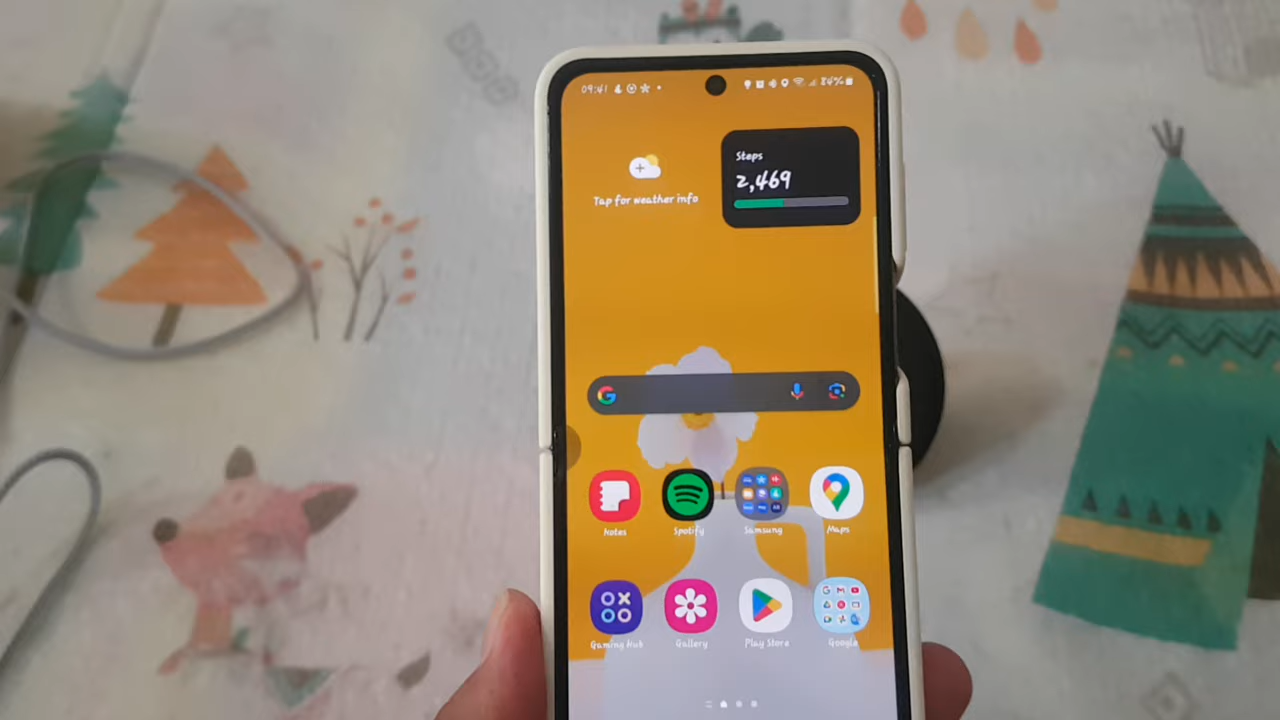 09:41
84%
Steps
2,469
Tap for weather info
Notes
Spotify
Samsung
Maps
Gaming Hub
Gallery
Play Store
Google